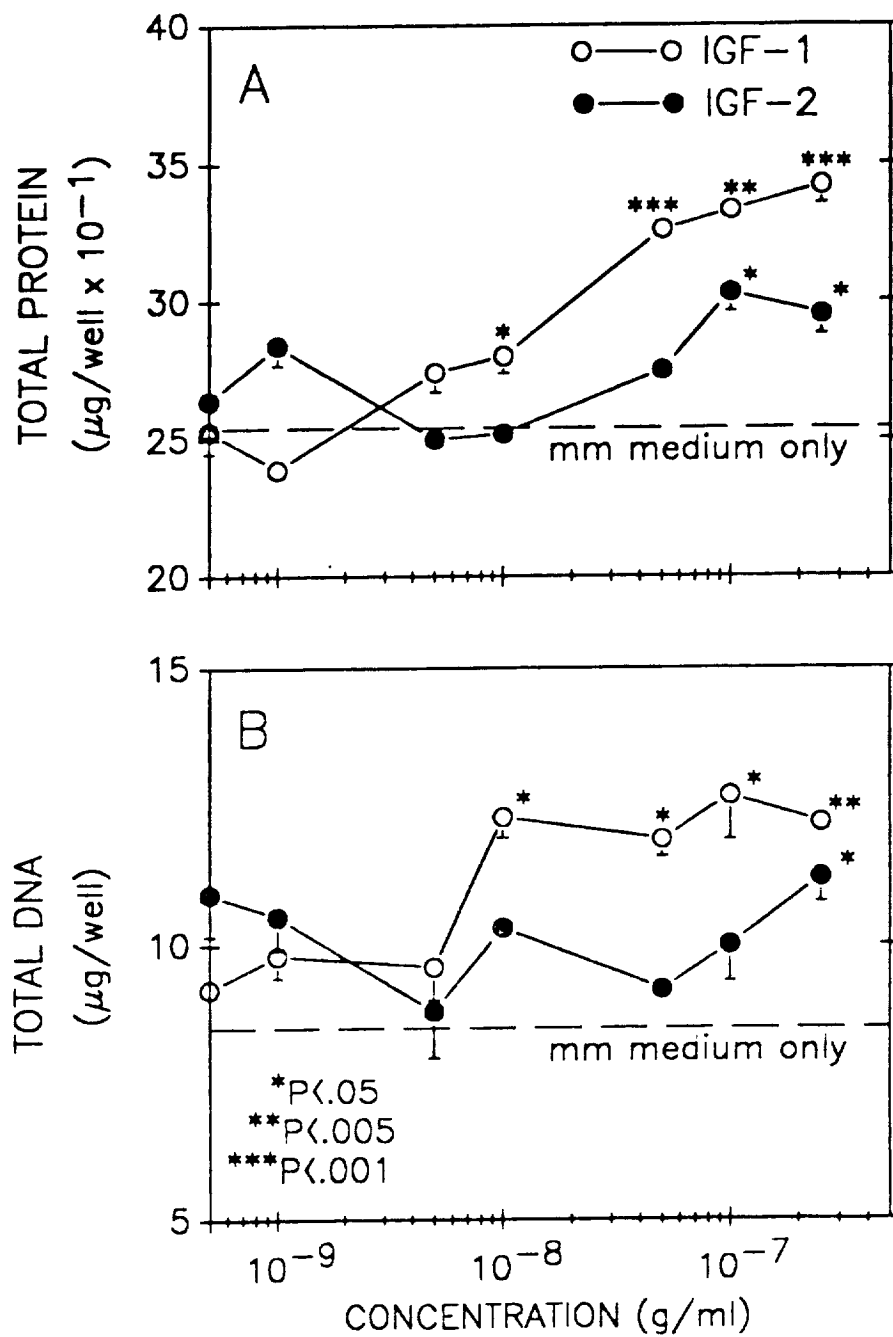 A
IGF-1
IGF-2
40
35
30
25
20
TOTAL PROTEIN
(µg/well x 10⁻¹)
*
***
**
***
*
*
mm medium only
B
15
10
5
TOTAL DNA
(µg/well)
*
*
*
**
*
mm medium only
*P<.05
**P<.005
***P<.001
10⁻⁹
10⁻⁸
10⁻⁷
CONCENTRATION (g/ml)